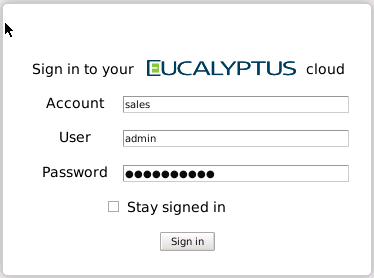 Sign in to your EUCALYPTUS cloud
Account sales
User admin
Password ●●●●●●●●●●
Stay signed in
Sign in